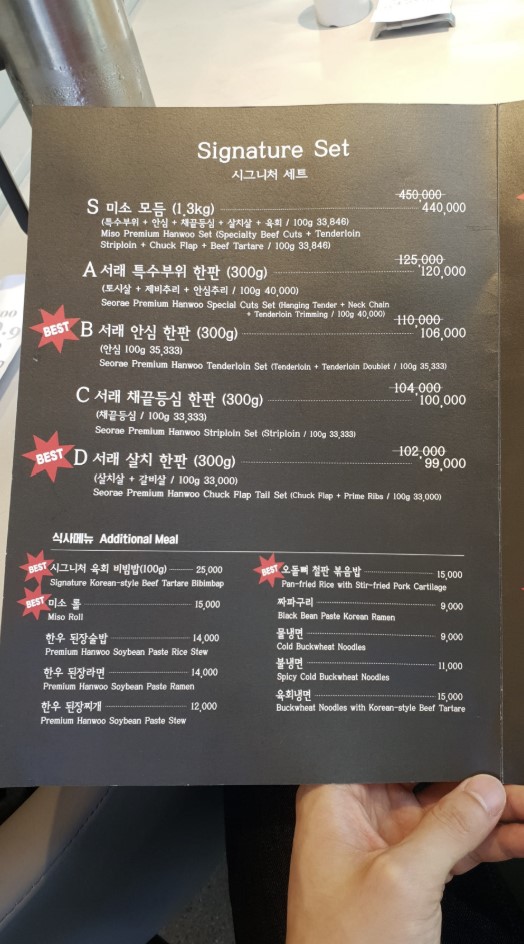 Signature Set
시그니처 세트
450,000
S 미소 모듬 (1.3kg) 440,000
(특수부위 + 안심 + 채끝등심 + 살치살 + 육회 / 100g 33,846)
Miso Premium Hanwoo Set (Specialty Beef Cuts + Tenderloin
Striploin + Chuck Flap + Beef Tartare / 100g 33,846)
125,000
A 서래 특수부위 한판 (300g) 120,000
(토시살 + 제비추리 + 안심추리 / 100g 40,000)
Seorae Premium Hanwoo Special Cuts Set (Hanging Tender + Neck Chain
+ Tenderloin Trimming / 100g 40,000)
110,000
BEST B 서래 안심 한판 (300g) 106,000
(안심 100g 35,333)
Seorae Premium Hanwoo Tenderloin Set (Tenderloin + Tenderloin Doublet / 100g 35,333)
104,000
C 서래 채끝등심 한판 (300g) 100,000
(채끝등심 / 100g 33,333)
Seorae Premium Hanwoo Striploin Set (Striploin / 100g 33,333)
102,000
BEST D 서래 살치 한판 (300g) 99,000
(살치살 + 갈비살 / 100g 33,000)
Seorae Premium Hanwoo Chuck Flap Tail Set (Chuck Flap + Prime Ribs / 100g 33,000)
식사메뉴 Additional Meal
BEST 시그니처 육회 비빔밥(100g) 25,000
Signature Korean-style Beef Tartare Bibimbap
BEST 미소 롤 15,000
Miso Roll
한우 된장술밥 14,000
Premium Hanwoo Soybean Paste Rice Stew
한우 된장라면 14,000
Premium Hanwoo Soybean Paste Ramen
한우 된장찌개 12,000
Premium Hanwoo Soybean Paste Stew
BEST 오돌뼈 철판 볶음밥 15,000
Pan-fried Rice with Stir-fried Pork Cartilage
짜파구리 9,000
Black Bean Paste Korean Ramen
물냉면 9,000
Cold Buckwheat Noodles
불냉면 11,000
Spicy Cold Buckwheat Noodles
육회냉면 15,000
Buckwheat Noodles with Korean-style Beef Tartare